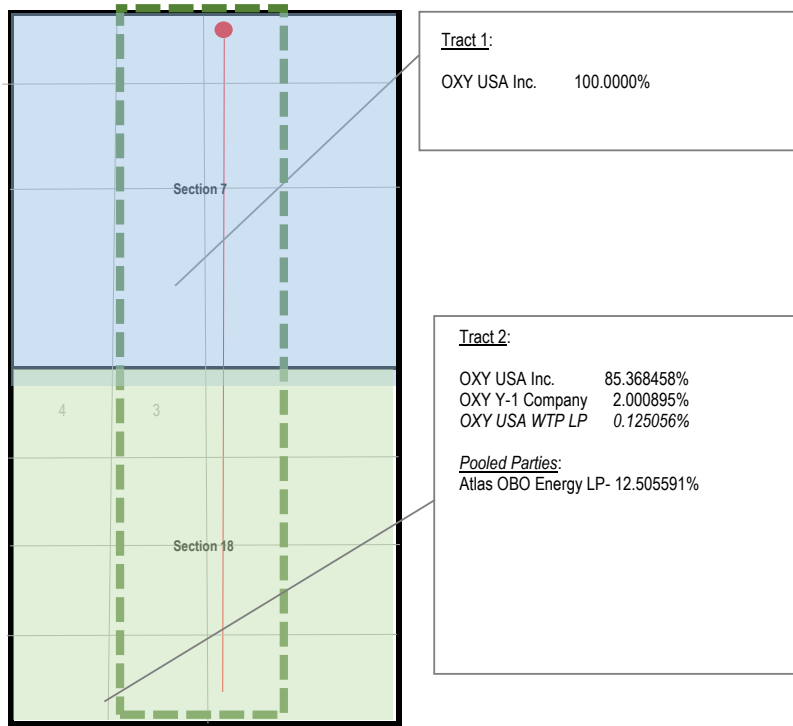 Tract 1:
OXY USA Inc. 100.0000%
Section 7
Tract 2:
OXY USA Inc. 85.368458%
OXY Y-1 Company 2.000895%
OXY USA WTP LP 0.125056%
Pooled Parties:
Atlas OBO Energy LP- 12.505591%
4 3
Section 18